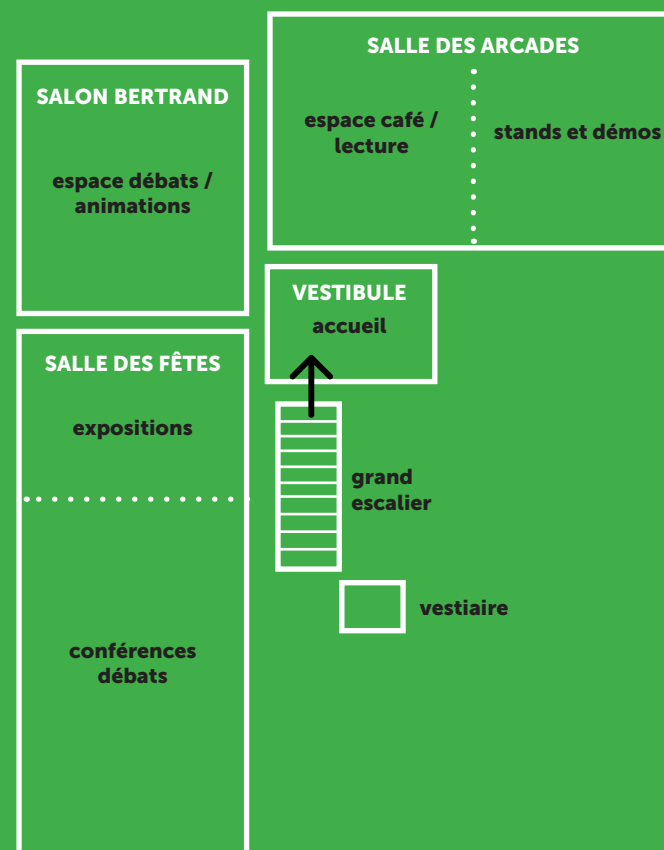 SALLE DES ARCADES
espace café /
lecture
stands et démos
SALON BERTRAND
espace débats /
animations
VESTIBULE
accueil
SALLE DES FÊTES
expositions
conférences
débats
grand
escalier
vestiaire